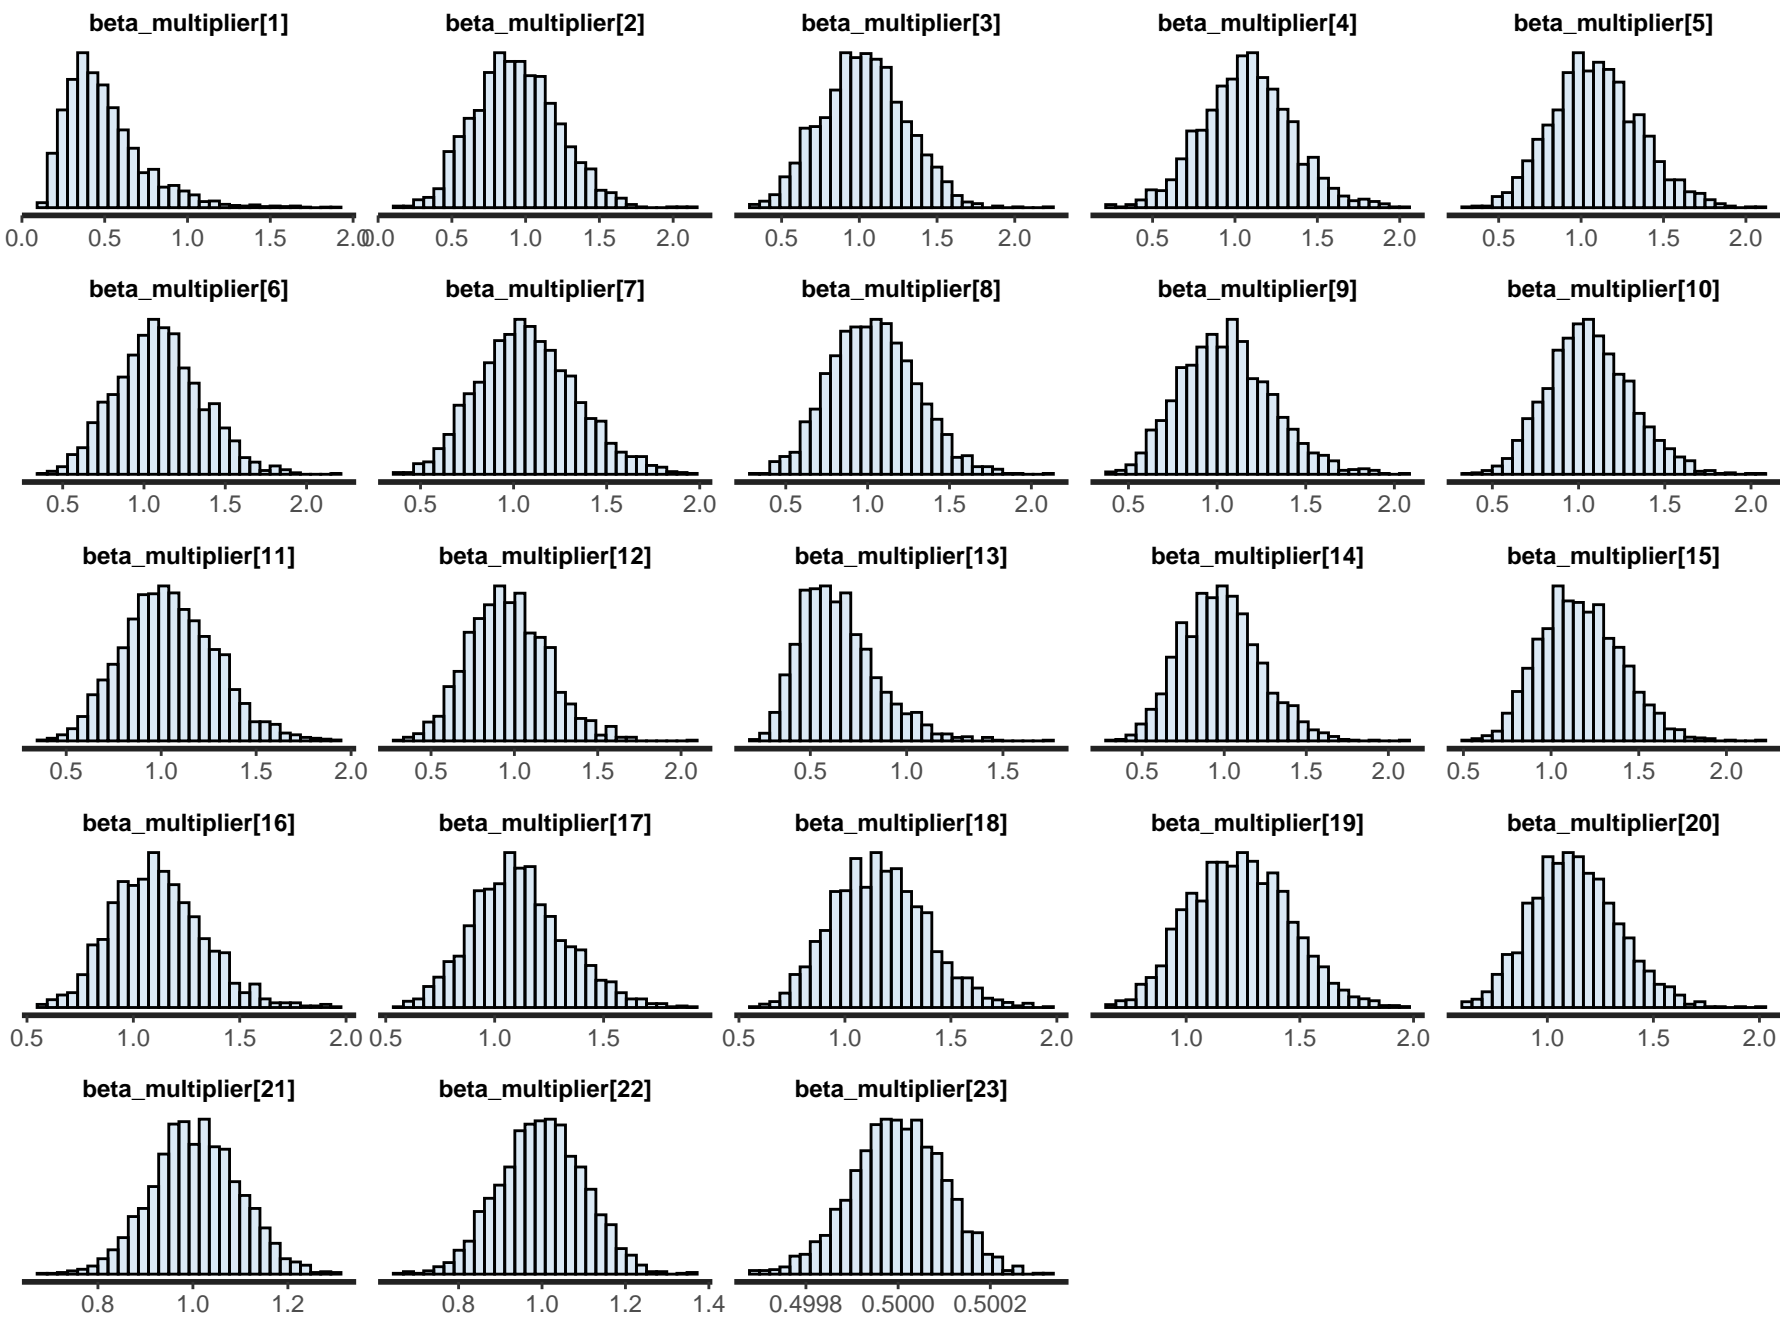 beta_multiplier[1] beta_multiplier[2] beta_multiplier[3] beta_multiplier[4] beta_multiplier[5]
0.0 0.5 1.0 1.5 2.0 0.0 0.5 1.0 1.5 2.0 0.5 1.0 1.5 2.0 0.5 1.0 1.5 2.0 0.5 1.0 1.5 2.0
beta_multiplier[6] beta_multiplier[7] beta_multiplier[8] beta_multiplier[9] beta_multiplier[10]
0.5 1.0 1.5 2.0 0.5 1.0 1.5 2.0 0.5 1.0 1.5 2.0 0.5 1.0 1.5 2.0 0.5 1.0 1.5 2.0
beta_multiplier[11] beta_multiplier[12] beta_multiplier[13] beta_multiplier[14] beta_multiplier[15]
0.5 1.0 1.5 2.0 0.5 1.0 1.5 2.0 0.5 1.0 1.5 0.5 1.0 1.5 2.0 0.5 1.0 1.5 2.0
beta_multiplier[16] beta_multiplier[17] beta_multiplier[18] beta_multiplier[19] beta_multiplier[20]
0.5 1.0 1.5 2.0 0.5 1.0 1.5 0.5 1.0 1.5 2.0 1.0 1.5 2.0 1.0 1.5 2.0
beta_multiplier[21] beta_multiplier[22] beta_multiplier[23]
0.8 1.0 1.2 0.8 1.0 1.2 1.4 0.4998 0.5000 0.5002